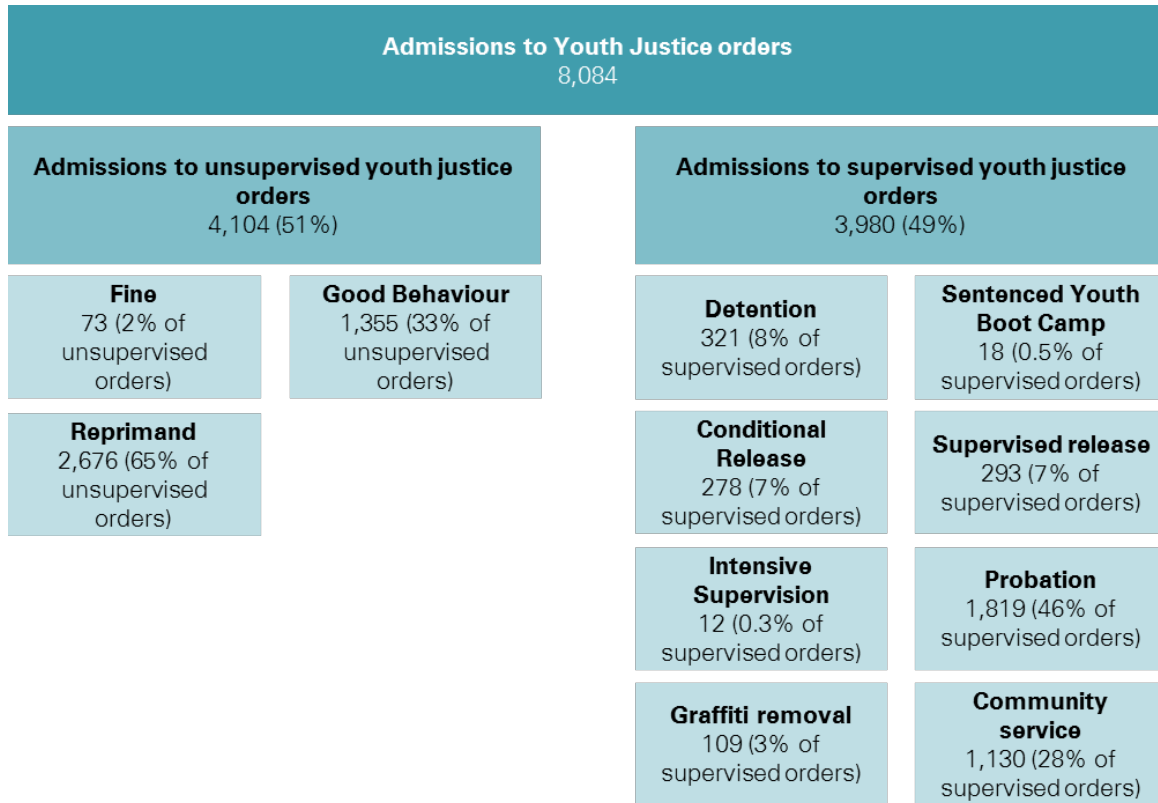 Admissions to Youth Justice orders
8,084
Admissions to unsupervised youth justice
orders
4,104 (51%)
Fine
73 (2% of
unsupervised
orders)
Good Behaviour
1,355 (33% of
unsupervised
orders)
Reprimand
2,676 (65% of
unsupervised
orders)
Admissions to supervised youth justice
orders
3,980 (49%)
Detention
321 (8% of
supervised orders)
Sentenced Youth
Boot Camp
18 (0.5% of
supervised orders)
Conditional
Release
278 (7% of
supervised orders)
Supervised release
293 (7% of
supervised orders)
Intensive
Supervision
12 (0.3% of
supervised orders)
Probation
1,819 (46% of
supervised orders)
Graffiti removal
109 (3% of
supervised orders)
Community
service
1,130 (28% of
supervised orders)